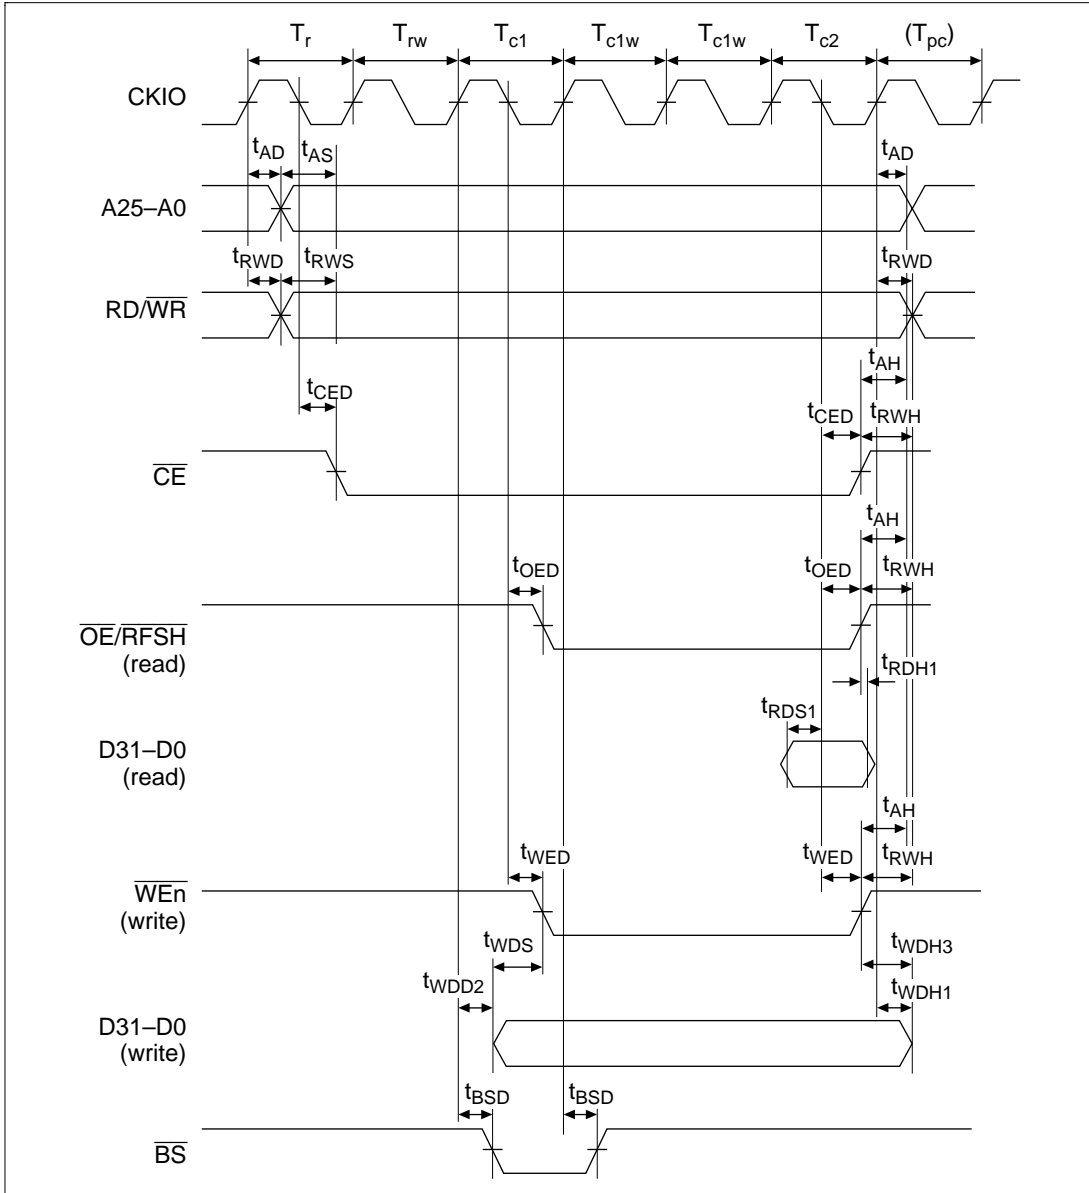 Tr Trw Tc1 Tc1w Tc1w Tc2 (Tpc)
CKIO
tAD tAS tAD
A25–A0
tRWD tRWS tRWD
RD/WR
tAH
tCED tCED tRWH
CE
tAH
tOED tOED tRWH
OE/RFSH
(read)
tRDH1
tRDS1
D31–D0
(read)
tAH
tWED tWED tRWH
WEn
(write)
tWDS tWDH3
tWDD2 tWDH1
D31–D0
(write)
tBSD tBSD
BS